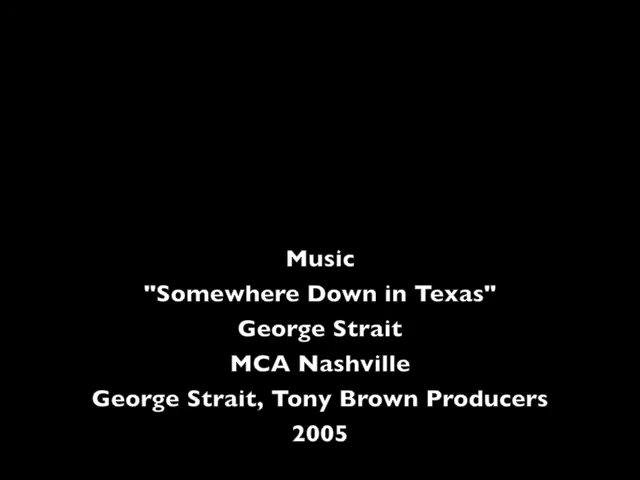 Music
"Somewhere Down in Texas"
George Strait
MCA Nashville
George Strait, Tony Brown Producers
2005